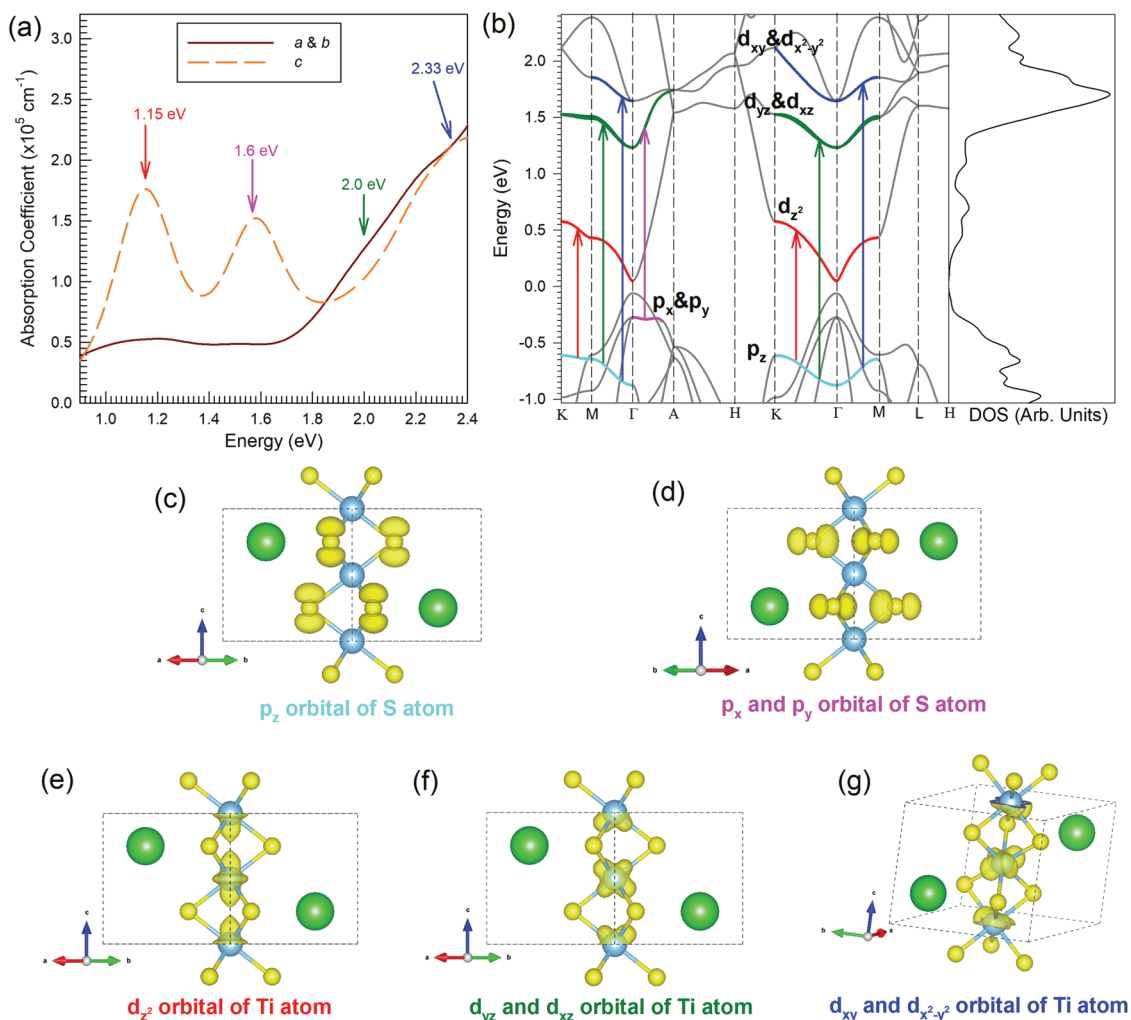 (a)
3.0
2.5
2.0
1.5
1.0
0.5
0.0
Absorption Coefficient (x10⁵ cm⁻¹)
a & b
c
1.15 eV
1.6 eV
2.0 eV
2.33 eV
1.0 1.2 1.4 1.6 1.8 2.0 2.2 2.4
Energy (eV)
(b)
2.0
1.5
1.0
0.5
0.0
-0.5
-1.0
Energy (eV)
dxy&dx²-y²
dyz&dxz
dz²
px&py
pz
K M Γ A H K Γ M L H
DOS (Arb. Units)
(c)
c
a b
pz orbital of S atom
(d)
c
b a
px and py orbital of S atom
(e)
c
a b
dz² orbital of Ti atom
(f)
c
a b
dyz and dxz orbital of Ti atom
(g)
c
b a
dxy and dx²-y² orbital of Ti atom